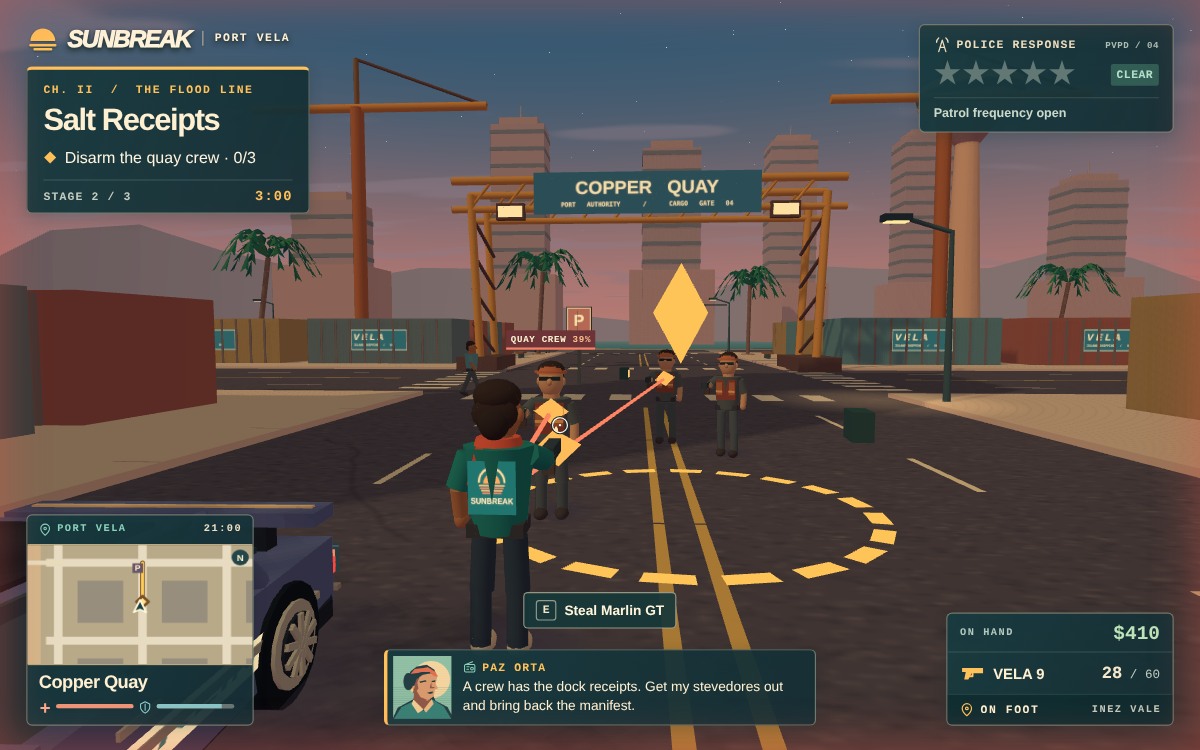 SUNBREAK | PORT VELA
CH. II / THE FLOOD LINE
Salt Receipts
Disarm the quay crew · 0/3
STAGE 2 / 3 3:00
POLICE RESPONSE PVPD / 04
CLEAR
Patrol frequency open
COPPER QUAY
PORT AUTHORITY / CARGO GATE 04
P
QUAY CREW 39%
VELA
VELA
VELA
SUNBREAK
E Steal Marlin GT
PORT VELA 21:00
N
P
Copper Quay
PAZ ORTA
A crew has the dock receipts. Get my stevedores out
and bring back the manifest.
ON HAND $410
VELA 9 28 / 60
ON FOOT INEZ VALE